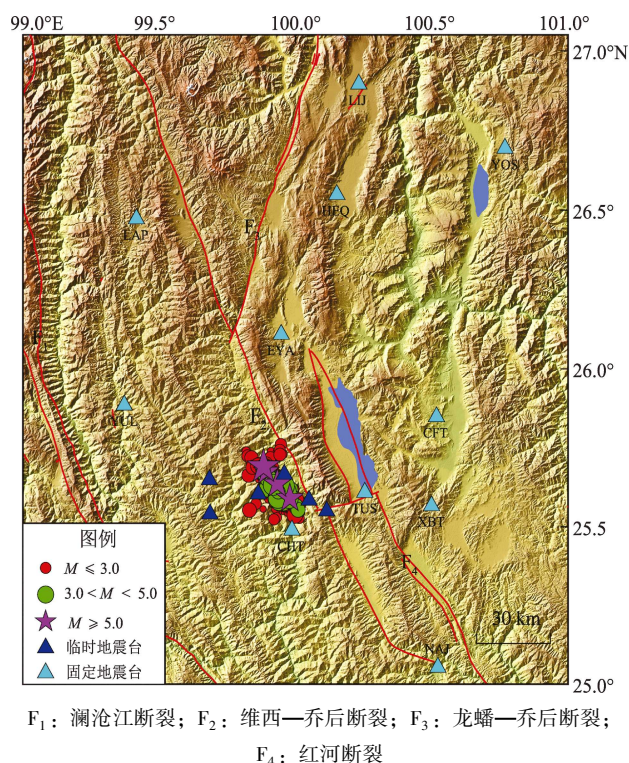 99.0°E 99.5° 100.0° 100.5° 101.0°
27.0°N
LIJ
YOS
HEQ
26.5°
LAP
F
F
26.0°
EYA
F₂
YUL
CFT
TUS
XBT
25.5°
CHT
图例
M ⩽ 3.0
F₄
3.0 < M < 5.0
30 km
M ⩾ 5.0
临时地震台
NAJ
固定地震台
25.0°
F₁：澜沧江断裂；F₂：维西—乔后断裂；F₃：龙蟠—乔后断裂；
F₄：红河断裂